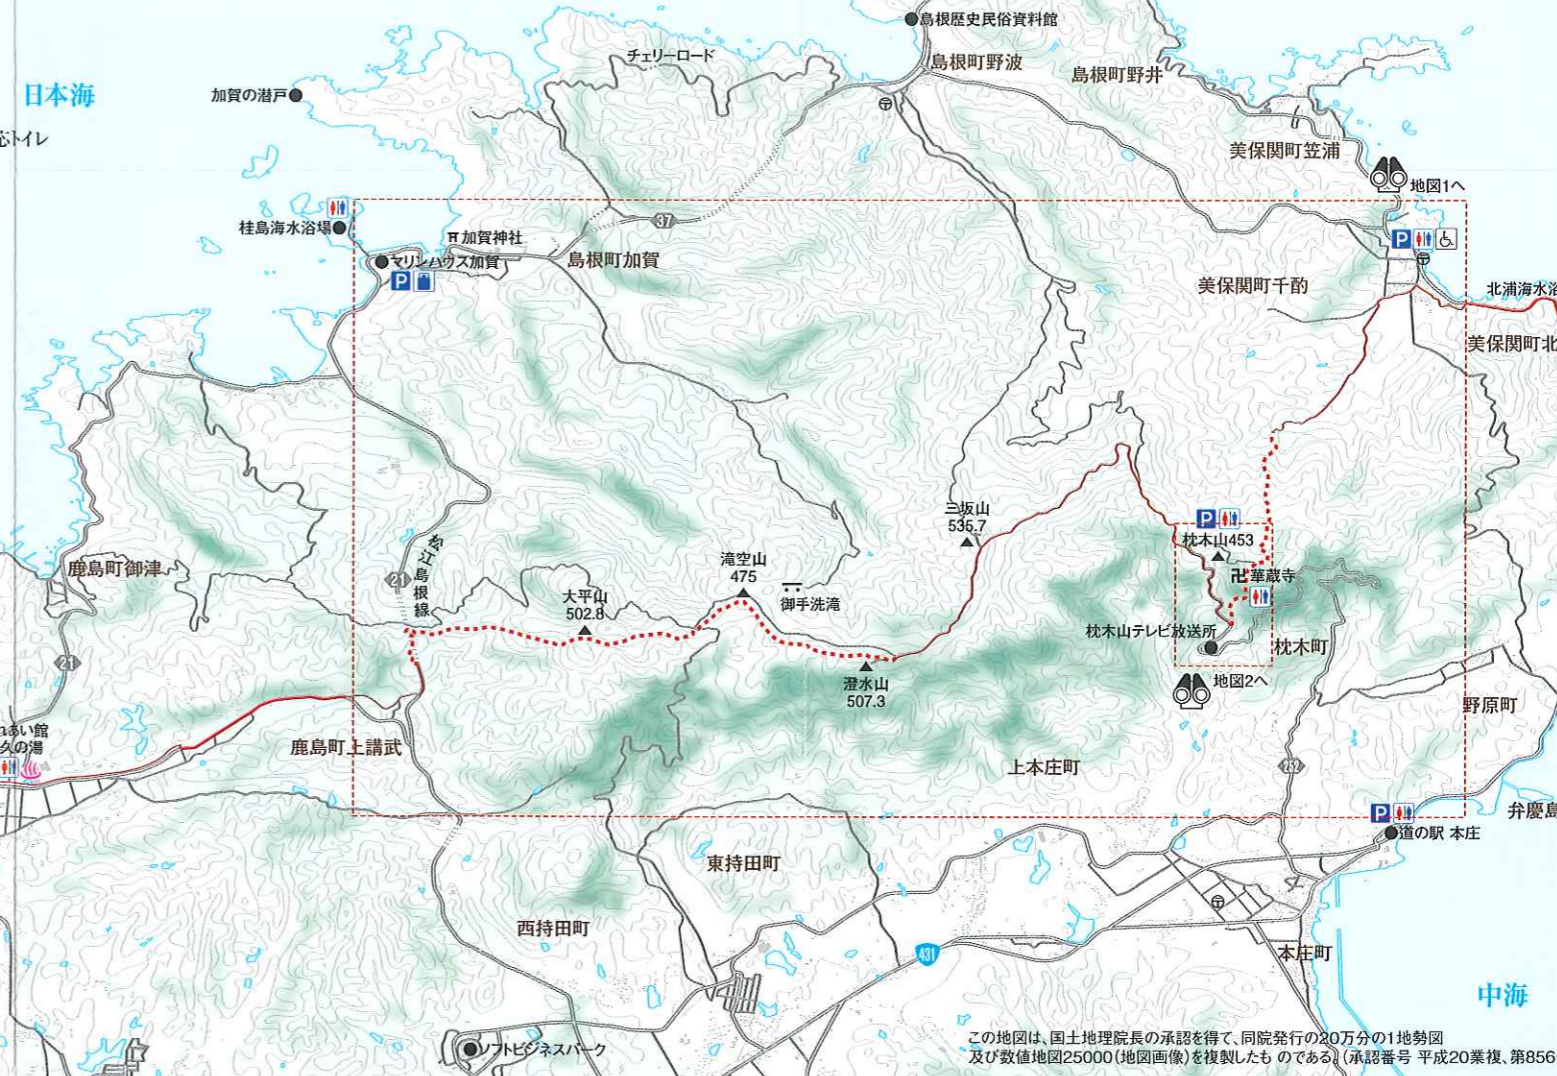 島根歴史民俗資料館
チェリーロード
島根町野波
島根町野井
日本海
加賀の潜戸
応トイレ
美保関町笠浦
地図1へ
桂島海水浴場
加賀神社
37
マリンハウス加賀
P
島根町加賀
P
美保関町千酌
北浦海水浴
美保関町北
三坂山
535.7
P
枕木山453
松江島根線
滝空山
475
鹿島町御津
21
大平山
502.8
御手洗滝
卍華蔵寺
枕木山テレビ放送所
枕木町
21
澄水山
507.3
地図2へ
野原町
れあい館
久の湯
鹿島町上講武
上本庄町
252
P
弁慶島
道の駅 本庄
東持田町
西持田町
431
本庄町
中海
ソフトビジネスパーク
この地図は、国土地理院長の承認を得て、同院発行の20万分の1地勢図
及び数値地図25000(地図画像)を複製したものである。(承認番号 平成20業複、第856